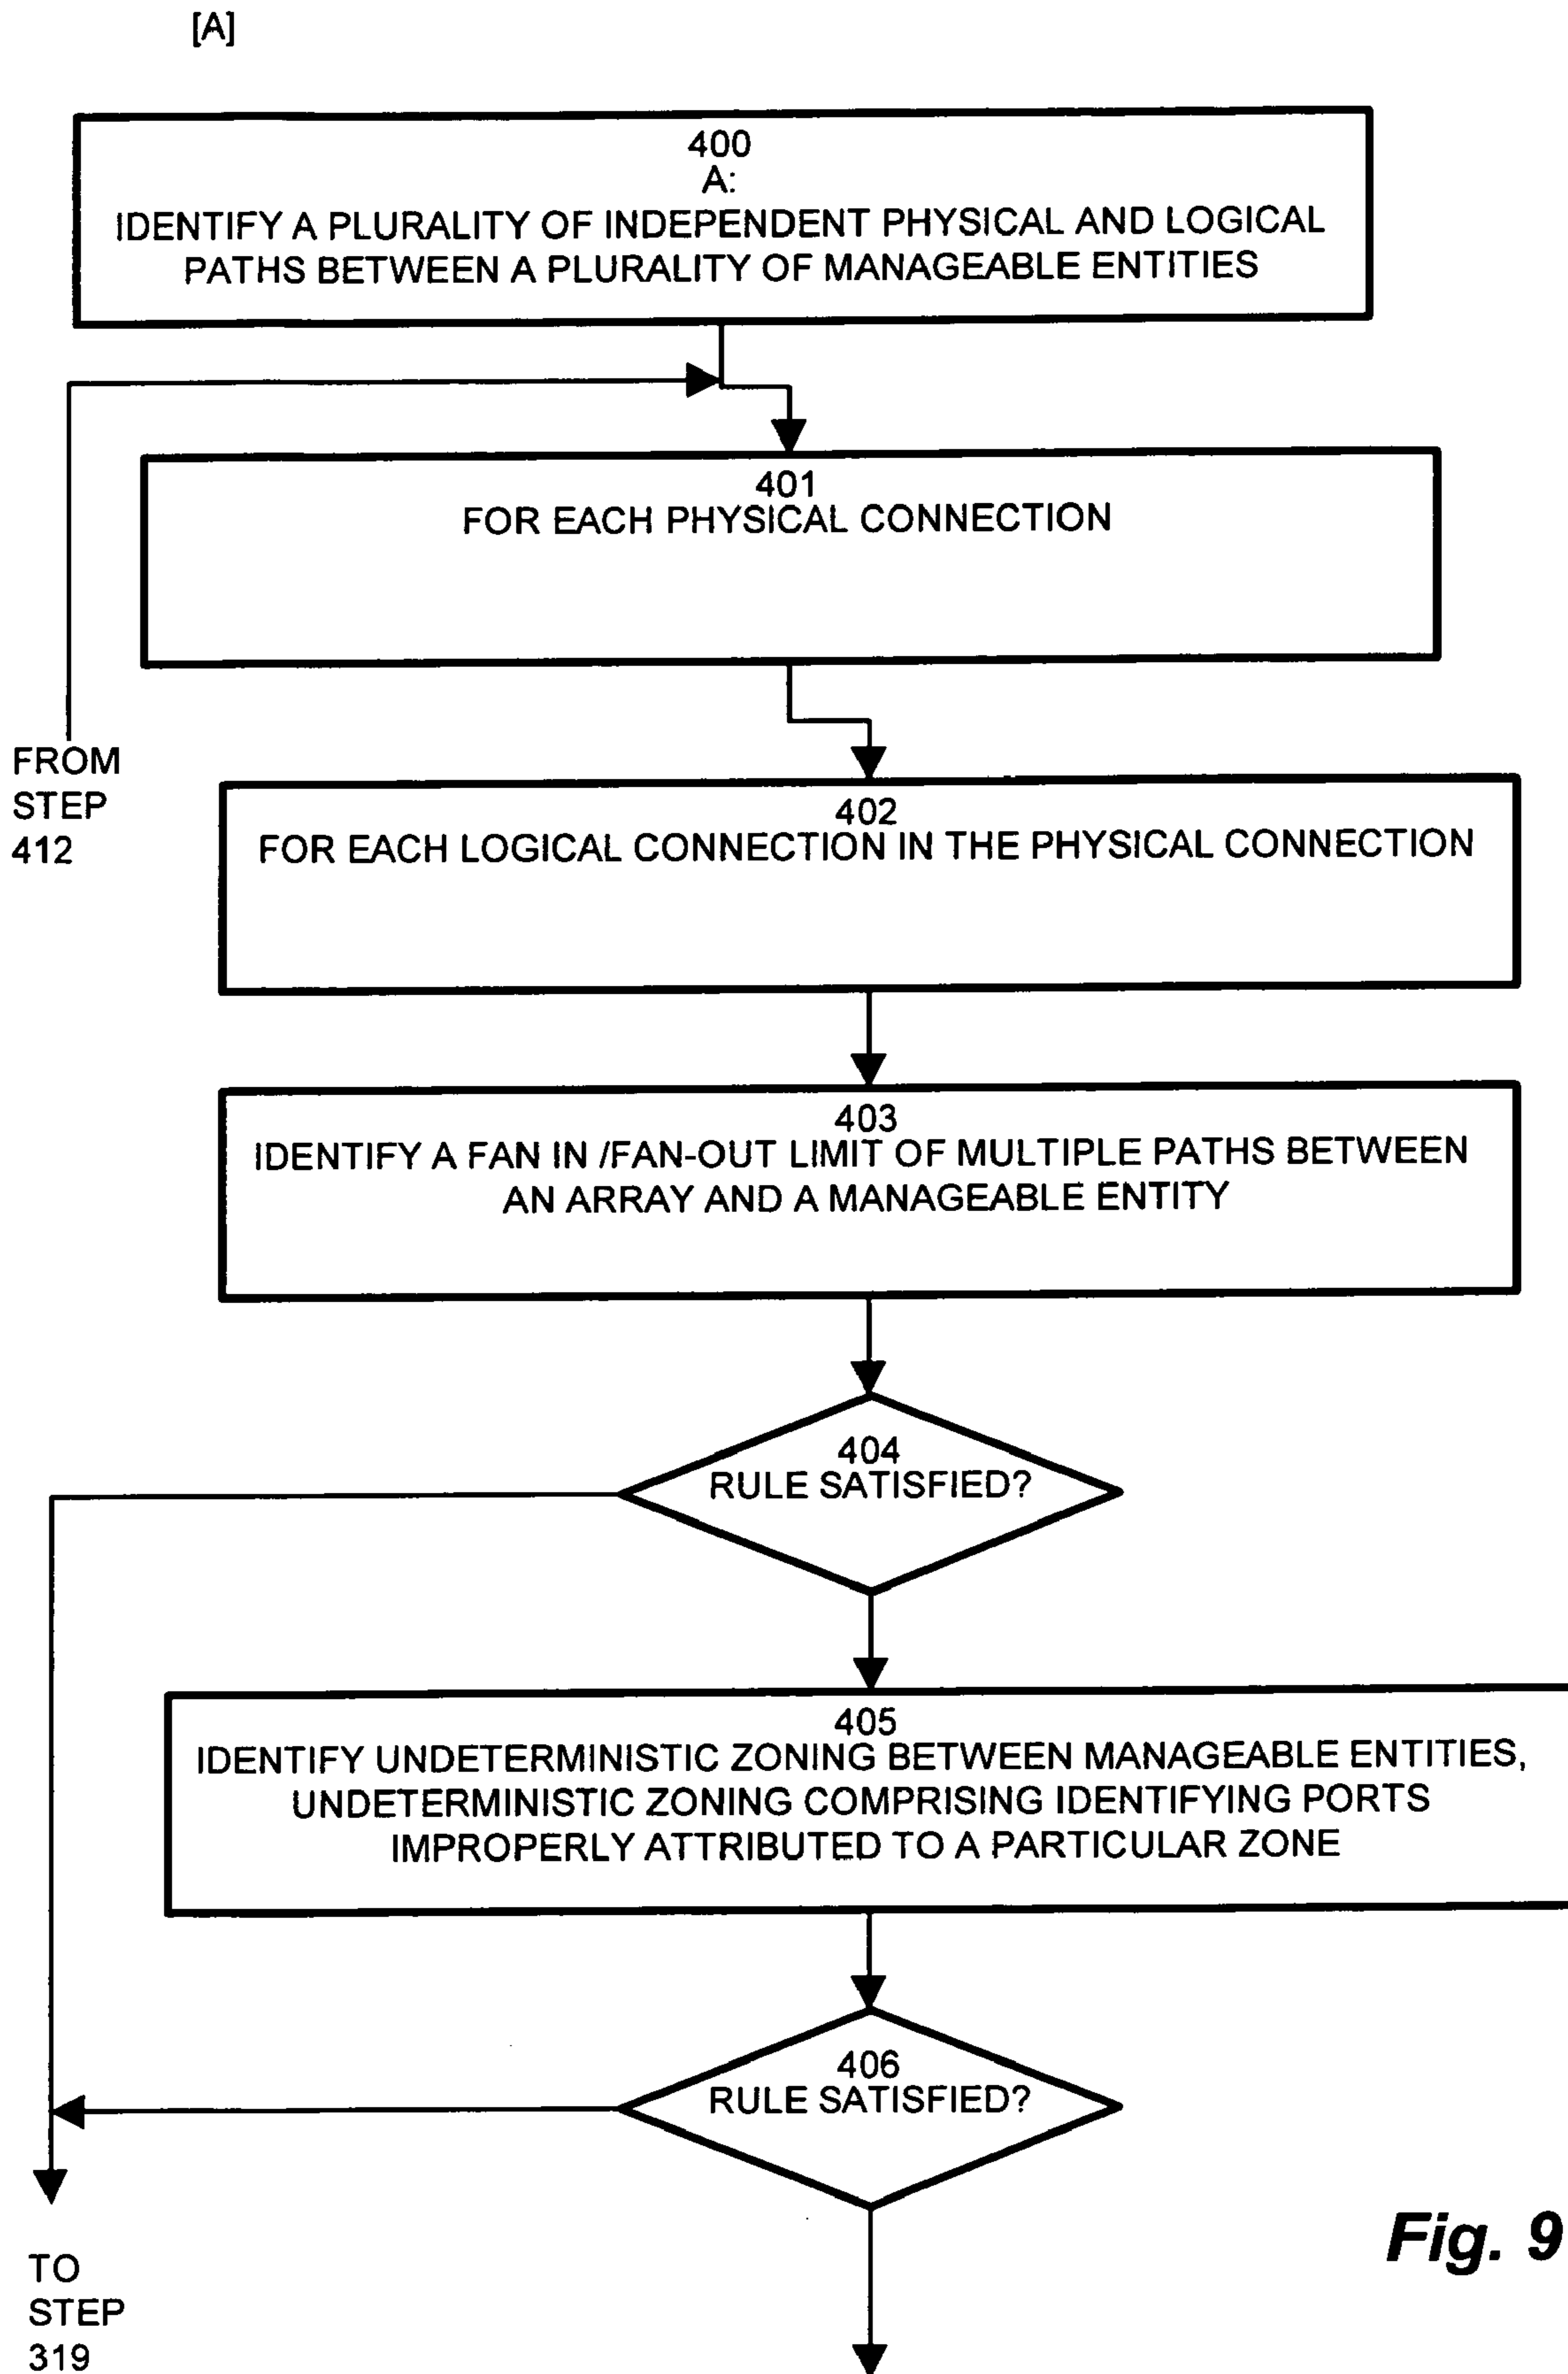 [A]
400
A:
IDENTIFY A PLURALITY OF INDEPENDENT PHYSICAL AND LOGICAL
PATHS BETWEEN A PLURALITY OF MANAGEABLE ENTITIES
401
FOR EACH PHYSICAL CONNECTION
FROM
STEP
412
402
FOR EACH LOGICAL CONNECTION IN THE PHYSICAL CONNECTION
403
IDENTIFY A FAN IN /FAN-OUT LIMIT OF MULTIPLE PATHS BETWEEN
AN ARRAY AND A MANAGEABLE ENTITY
404
RULE SATISFIED?
405
IDENTIFY UNDETERMINISTIC ZONING BETWEEN MANAGEABLE ENTITIES,
UNDETERMINISTIC ZONING COMPRISING IDENTIFYING PORTS
IMPROPERLY ATTRIBUTED TO A PARTICULAR ZONE
406
RULE SATISFIED?
TO
STEP
319
Fig. 9